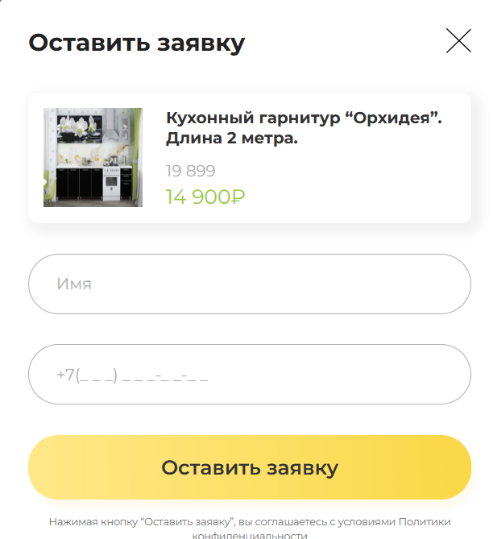 Оставить заявку
Кухонный гарнитур “Орхидея”.
Длина 2 метра.
19 899
14 900₽
Имя
+7(_ _ _) _ _ _-_ _-_ _
Оставить заявку
Нажимая кнопку “Оставить заявку”, вы соглашаетесь с условиями Политики
конфиденциальности